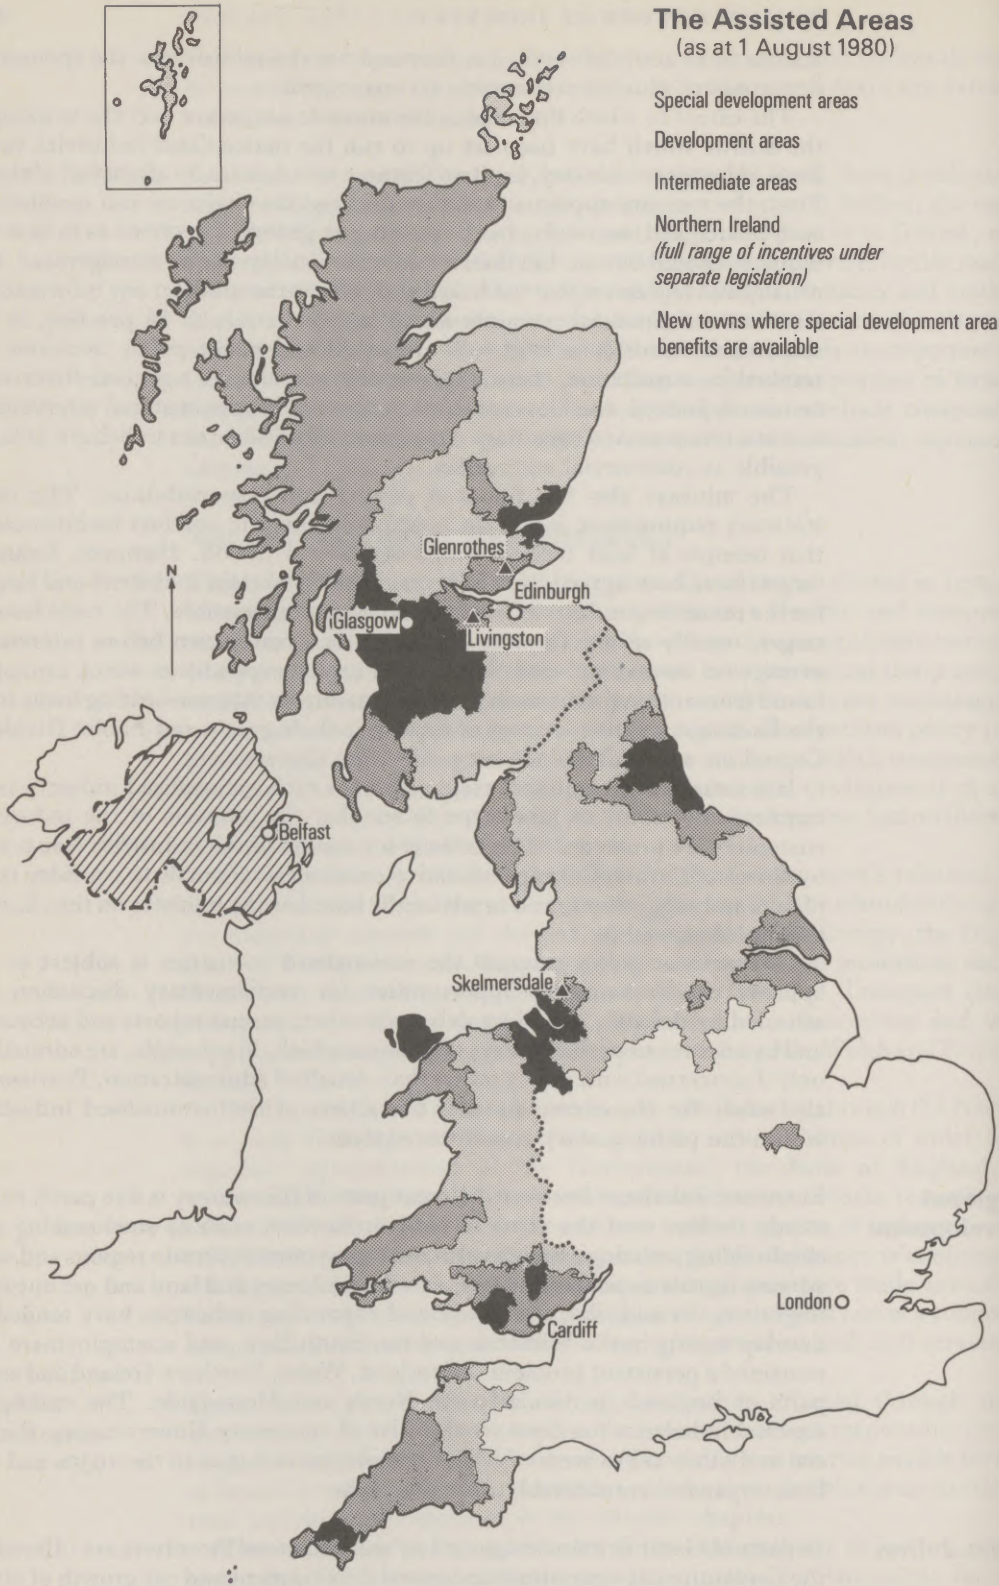 The Assisted Areas
(as at 1 August 1980)
Special development areas
Development areas
Intermediate areas
Northern Ireland
(full range of incentives under
separate legislation)
New towns where special development area
benefits are available
Glenrothes
Edinburgh
N
Glasgow
Livingston
Belfast
Skelmersdale
London
Cardiff